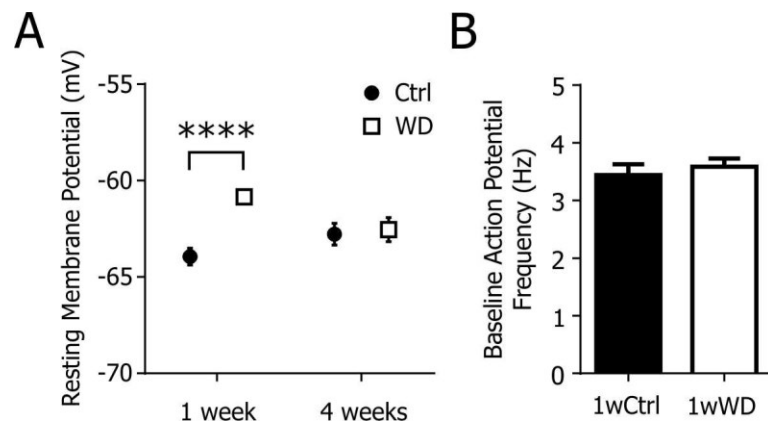 A
Resting Membrane Potential (mV)
-55
-60
-65
-70
Ctrl
WD
****
1 week
4 weeks
B
Baseline Action Potential
Frequency (Hz)
5
4
3
2
1
0
1wCtrl
1wWD